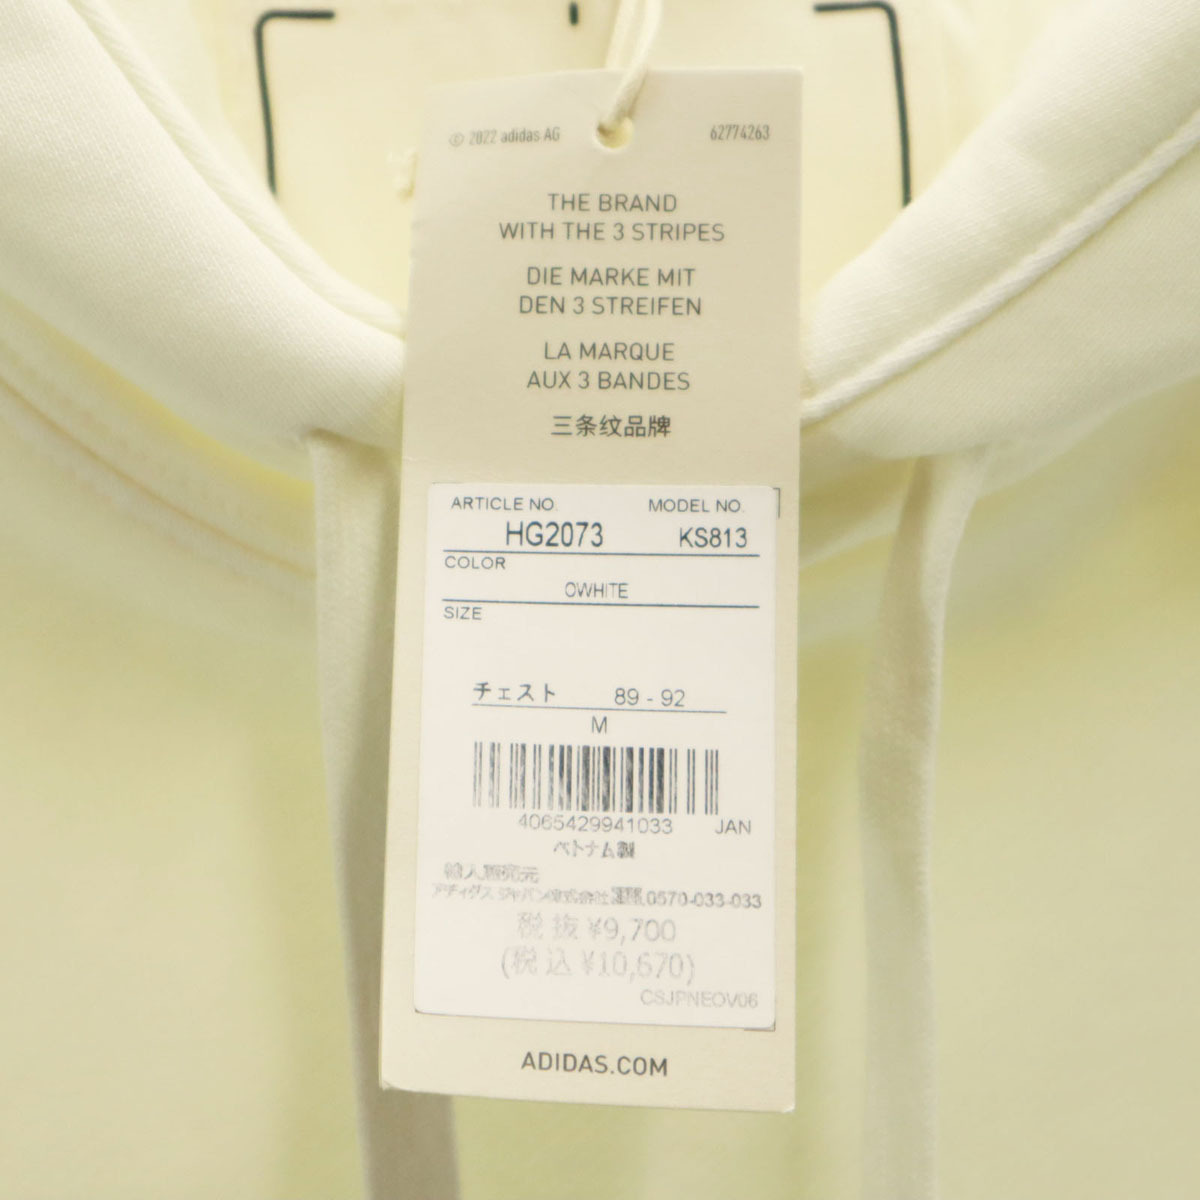 © 2022 adidas AG 62774263
THE BRAND
WITH THE 3 STRIPES
DIE MARKE MIT
DEN 3 STREIFEN
LA MARQUE
AUX 3 BANDES
三条纹品牌
ARTICLE NO. MODEL NO.
HG2073 KS813
COLOR
OWHITE
SIZE
チェスト 89 - 92
M
4065429941033 JAN
ベトナム製
輸入販売元
アディダス ジャパン株式会社 0570-033-033
税抜 ¥9,700
(税込 ¥10,670)
CSJPNEOV06
ADIDAS.COM